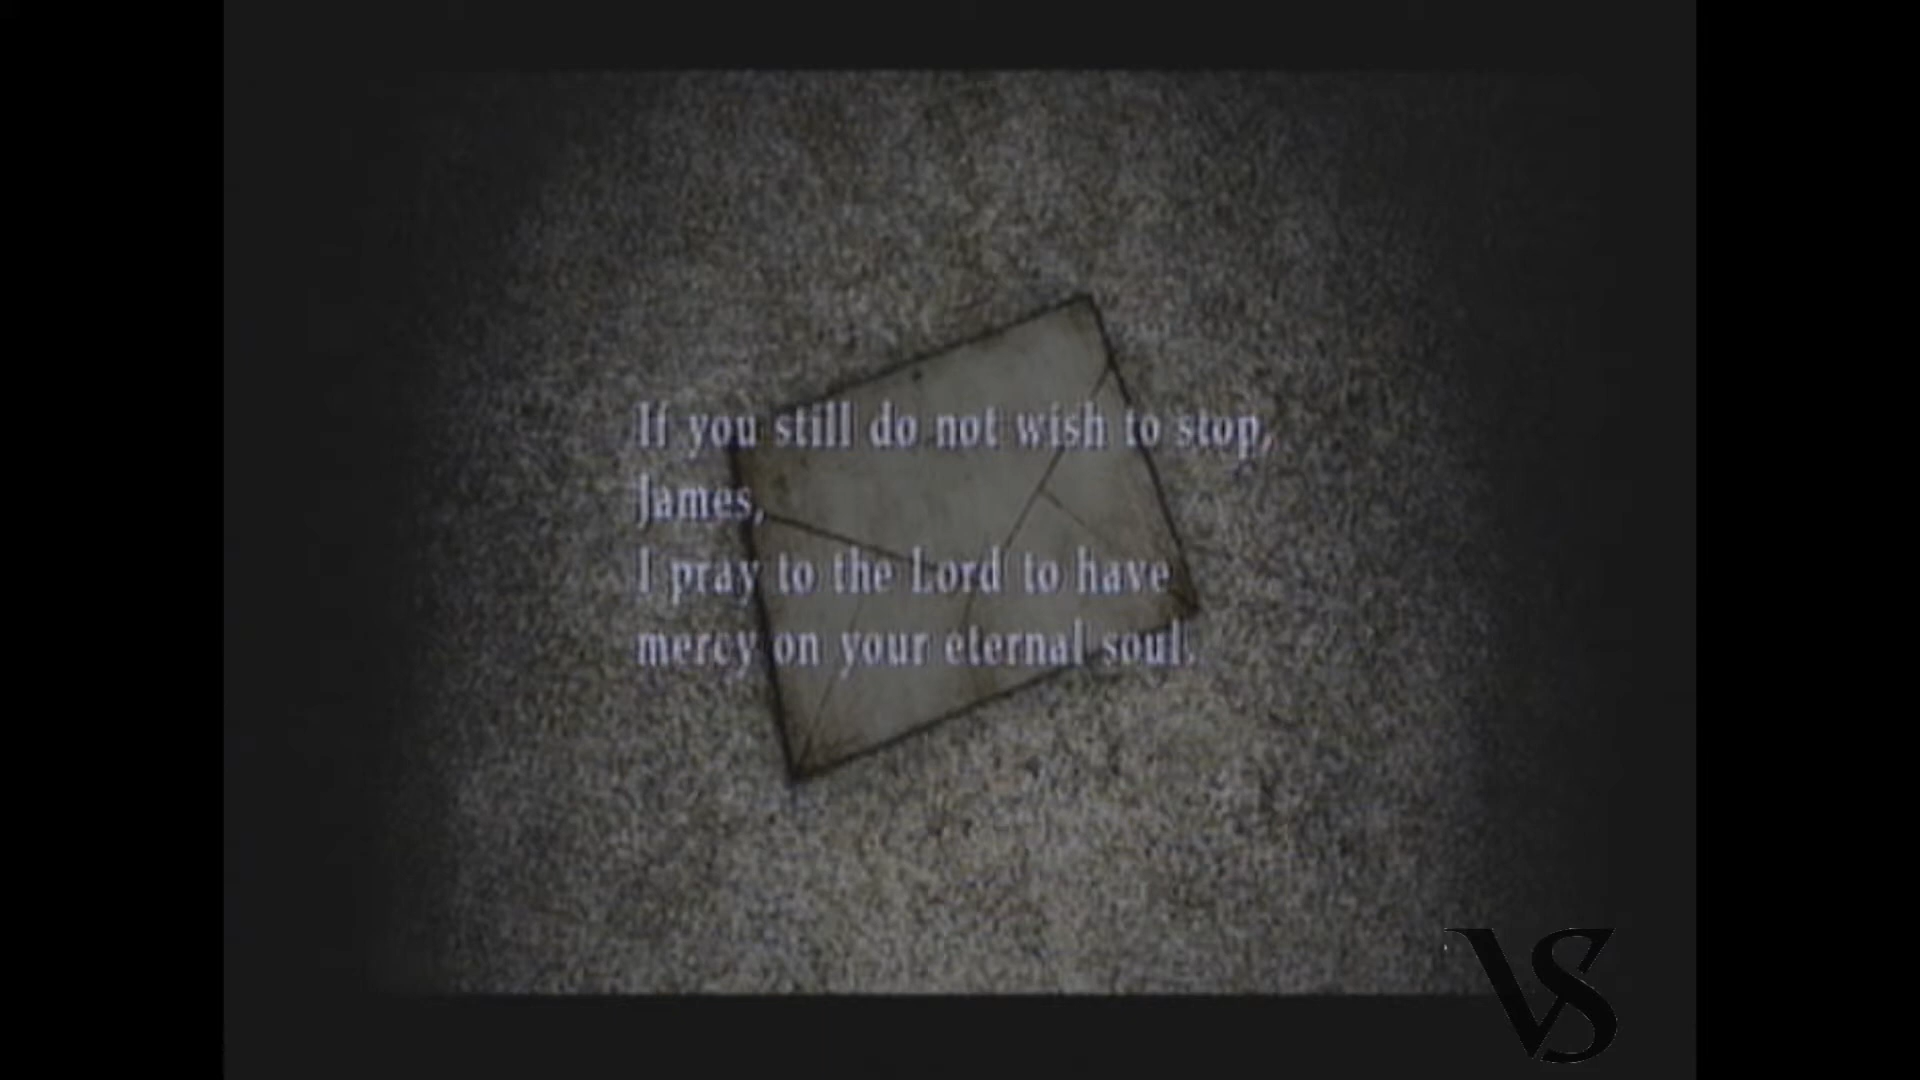 If you still do not wish to stop,
James,
I pray to the Lord to have
mercy on your eternal soul.
VS